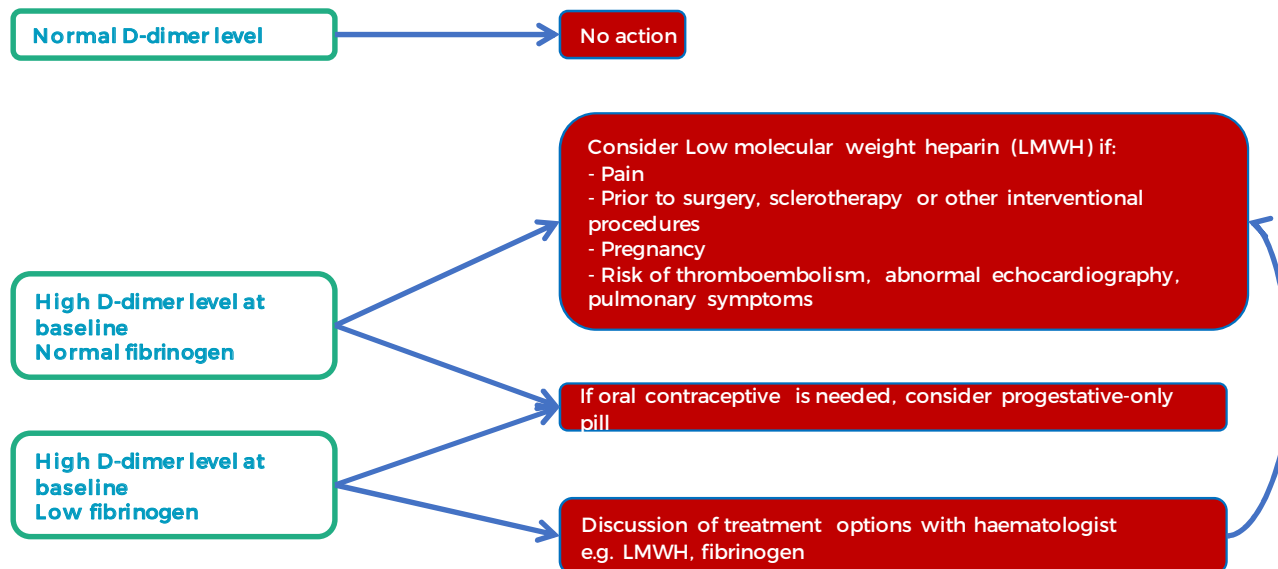 Normal D-dimer level
No action
Consider Low molecular weight heparin (LMWH) if:
- Pain
- Prior to surgery, sclerotherapy or other interventional
procedures
- Pregnancy
- Risk of thromboembolism, abnormal echocardiography,
pulmonary symptoms
High D-dimer level at
baseline
Normal fibrinogen
If oral contraceptive is needed, consider progestative-only
pill
High D-dimer level at
baseline
Low fibrinogen
Discussion of treatment options with haematologist
e.g. LMWH, fibrinogen